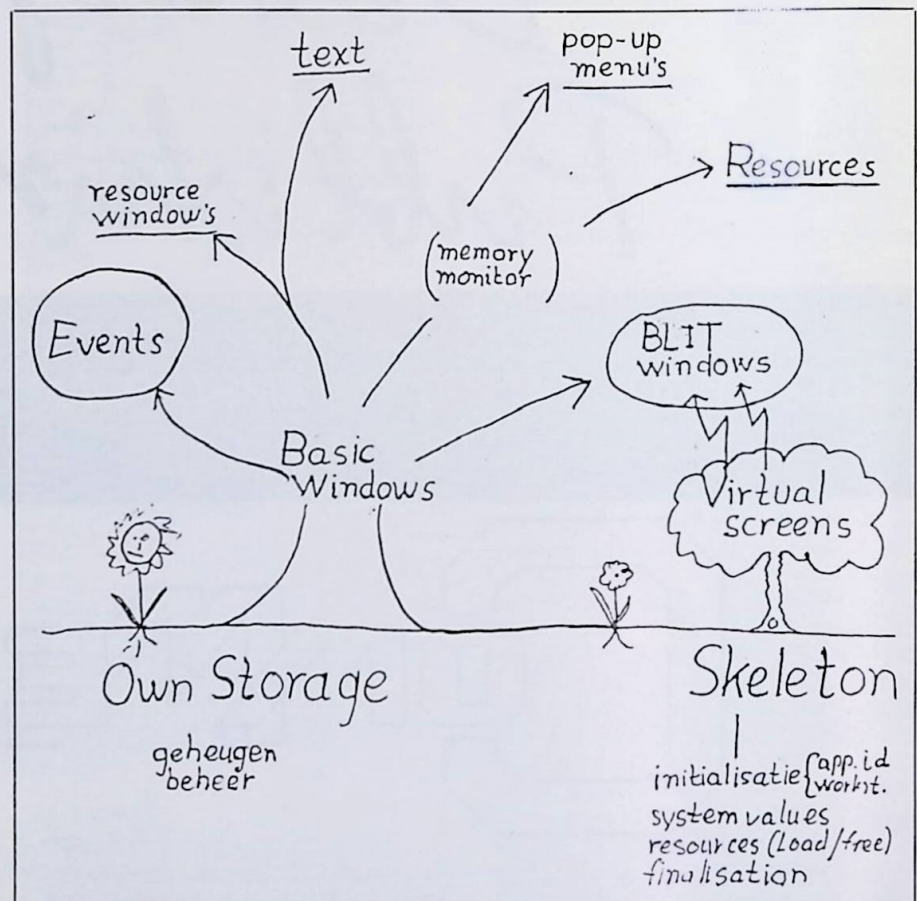 text
pop-up
menu's
Resources
resource
window's
(memory
monitor)
Events
BLIT
windows
Basic
Windows
Virtual
screens
Own Storage
geheugen
beheer
Skeleton
initialisatie { app. id
workst.
system values
resources (load/free)
finalisation